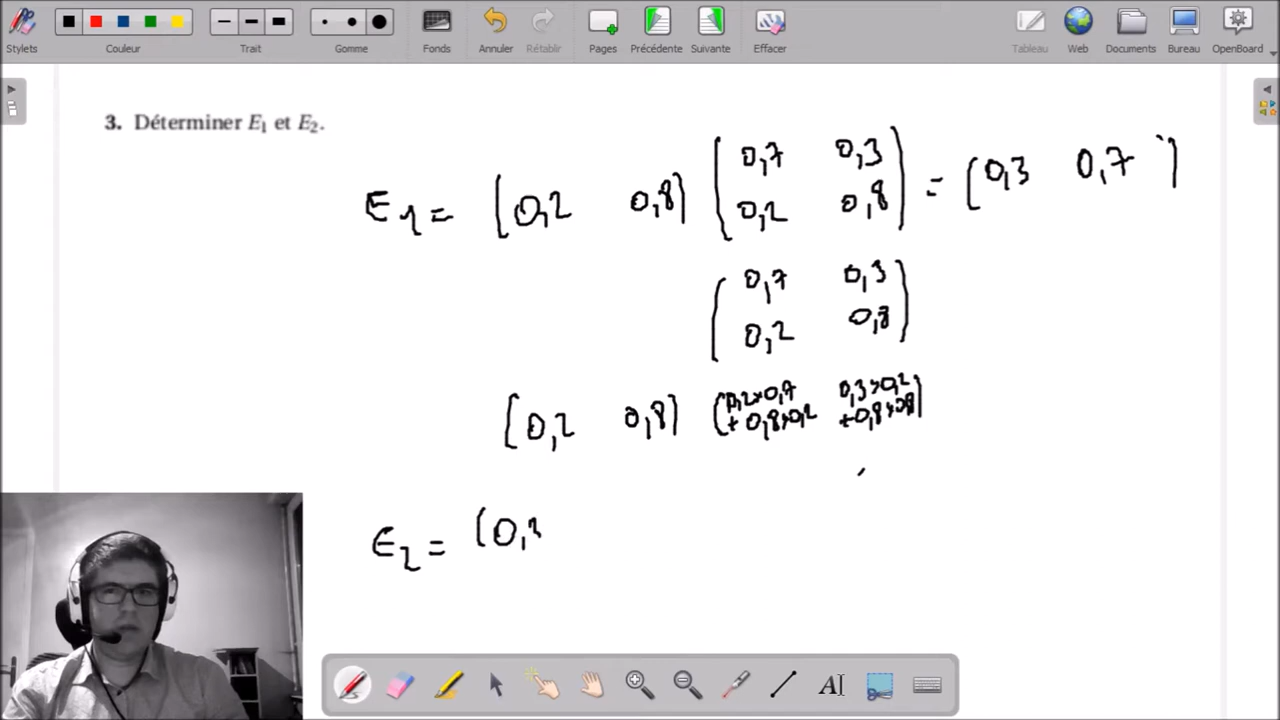 Stylets Couleur Trait Gomme Fonds Annuler Rétablir Pages Précédente Suivante Effacer Tableau Web Documents Bureau OpenBoard
3. Déterminer E₁ et E₂.
E₁ = (0,2 0,8) (0,7 0,3
0,2 0,8) = (0,3 0,7)
(0,7 0,3
0,2 0,8)
(0,2 0,8) (0,2×0,7 0,3×0,2
+0,8×0,2 +0,8×0,8)
E₂ = (0,3
AI